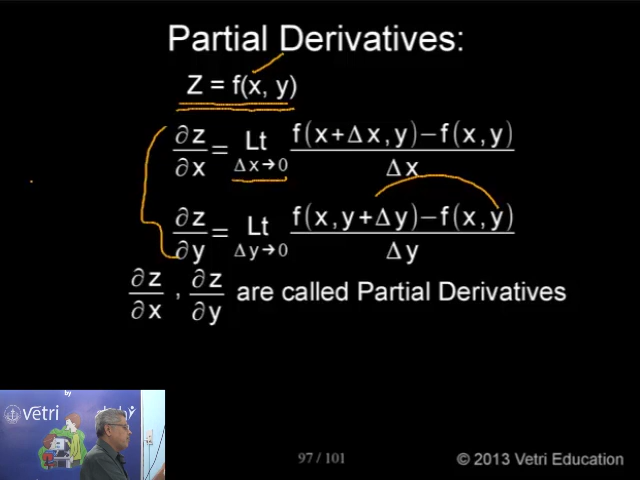 Partial Derivatives:
Z = f(x, y)
∂z/∂x = Lt Δx→0 f(x+Δx,y)−f(x,y)/Δx
∂z/∂y = Lt Δy→0 f(x,y+Δy)−f(x,y)/Δy
∂z/∂x , ∂z/∂y are called Partial Derivatives
by
vetri
97 / 101
© 2013 Vetri Education